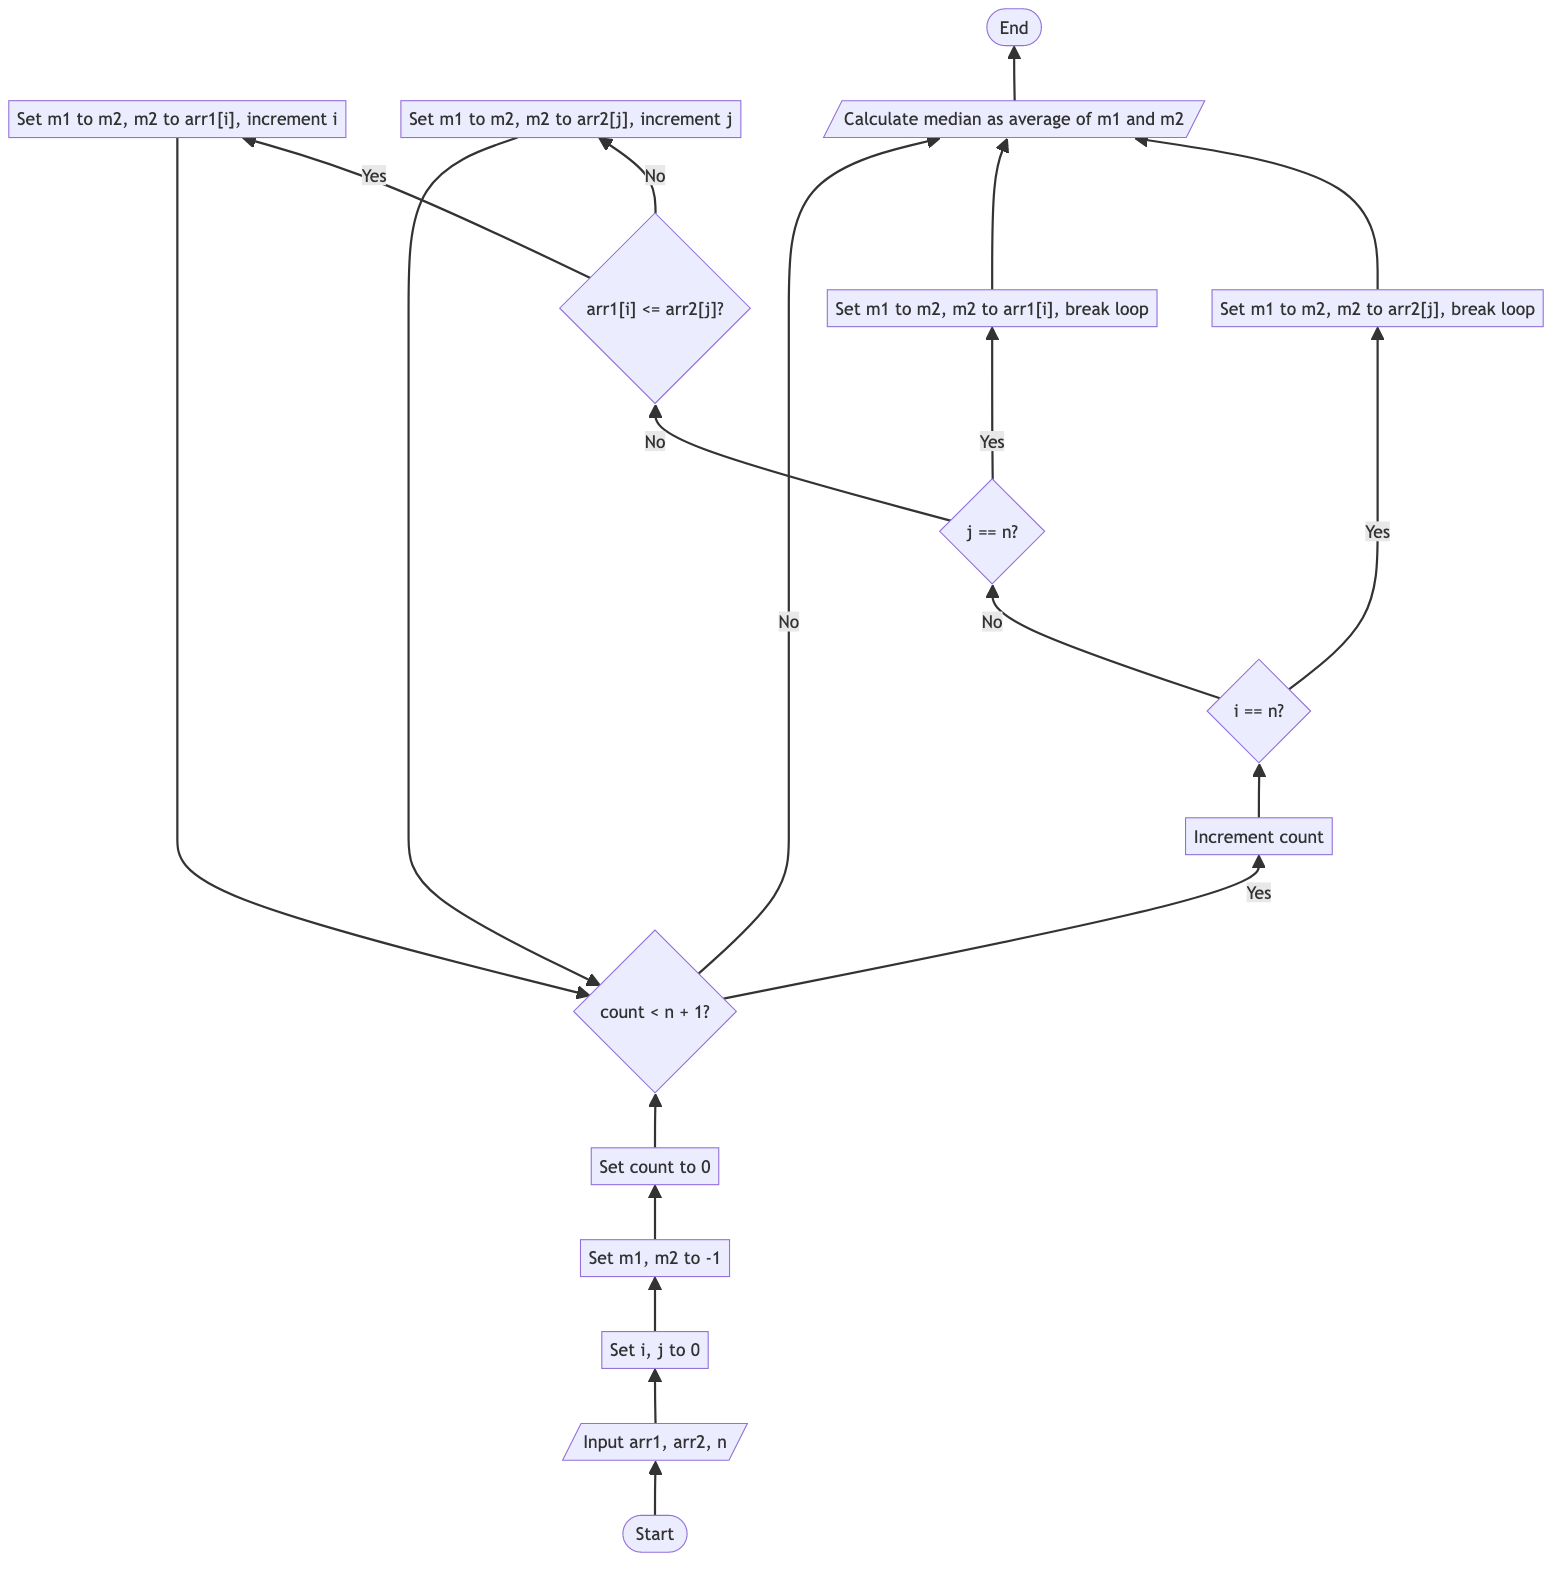 End
Set m1 to m2, m2 to arr1[i], increment i
Set m1 to m2, m2 to arr2[j], increment j
Calculate median as average of m1 and m2
Yes
No
arr1[i] <= arr2[j]?
Set m1 to m2, m2 to arr1[i], break loop
Set m1 to m2, m2 to arr2[j], break loop
No
Yes
j == n?
Yes
No
No
i == n?
Increment count
Yes
count < n + 1?
Set count to 0
Set m1, m2 to -1
Set i, j to 0
Input arr1, arr2, n
Start